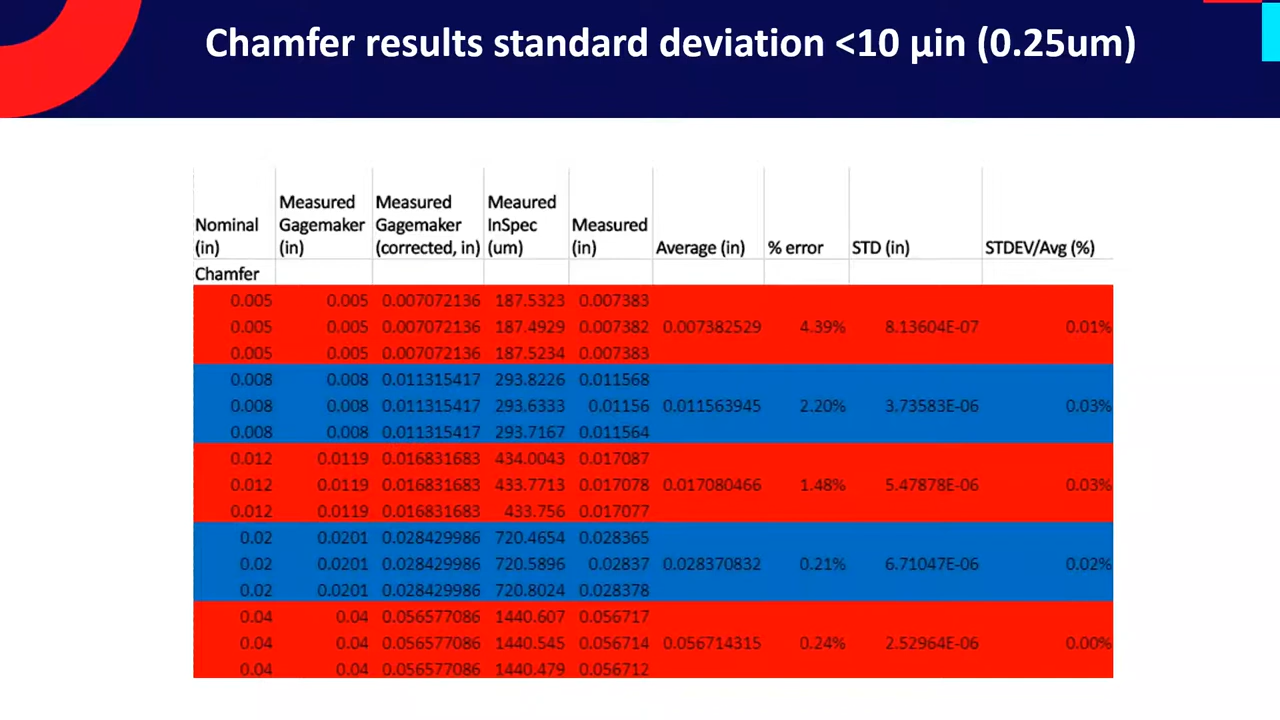 Chamfer results standard deviation <10 µin (0.25um)
Nominal (in) Measured Gagemaker (in) Measured Gagemaker (corrected, in) Meaured InSpec (um) Measured (in) Average (in) % error STD (in) STDEV/Avg (%)
Chamfer
0.005 0.005 0.007072136 187.5323 0.007383
0.005 0.005 0.007072136 187.4929 0.007382 0.007382529 4.39% 8.13604E-07 0.01%
0.005 0.005 0.007072136 187.5234 0.007383
0.008 0.008 0.011315417 293.8226 0.011568
0.008 0.008 0.011315417 293.6333 0.01156 0.011563945 2.20% 3.73583E-06 0.03%
0.008 0.008 0.011315417 293.7167 0.011564
0.012 0.0119 0.016831683 434.0043 0.017087
0.012 0.0119 0.016831683 433.7713 0.017078 0.017080466 1.48% 5.47878E-06 0.03%
0.012 0.0119 0.016831683 433.756 0.017077
0.02 0.0201 0.028429986 720.4654 0.028365
0.02 0.0201 0.028429986 720.5896 0.02837 0.028370832 0.21% 6.71047E-06 0.02%
0.02 0.0201 0.028429986 720.8024 0.028378
0.04 0.04 0.056577086 1440.607 0.056717
0.04 0.04 0.056577086 1440.545 0.056714 0.056714315 0.24% 2.52964E-06 0.00%
0.04 0.04 0.056577086 1440.479 0.056712